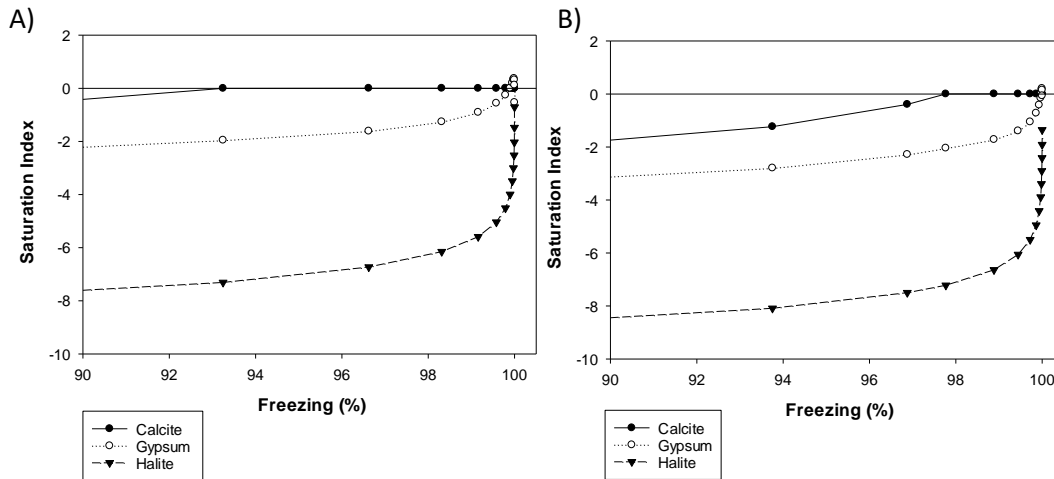 A)
2
0
-2
-4
-6
-8
-10
Saturation Index
90 92 94 96 98 100
Freezing (%)
Calcite
Gypsum
Halite
B)
2
0
-2
-4
-6
-8
-10
Saturation Index
90 92 94 96 98 100
Freezing (%)
Calcite
Gypsum
Halite